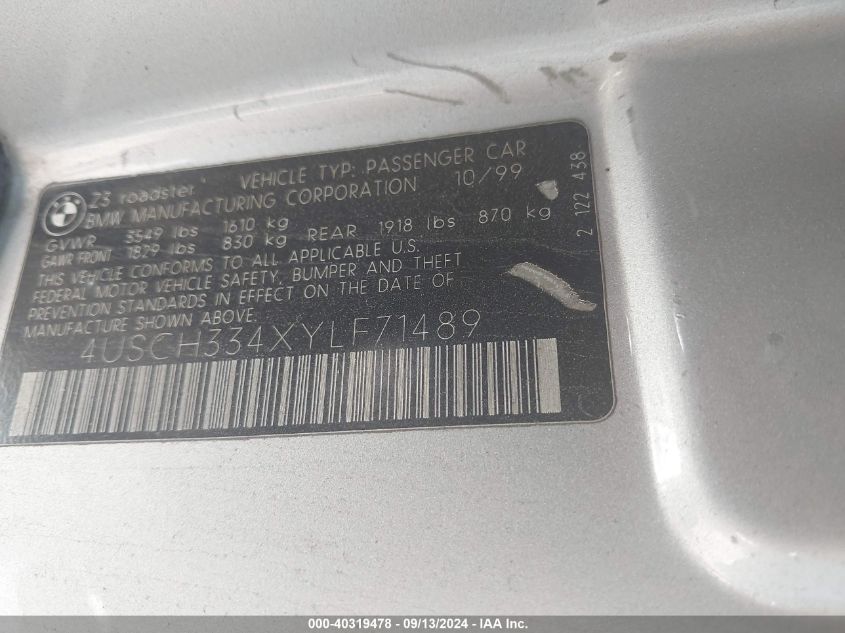 Z3 roadster VEHICLE TYP: PASSENGER CAR
BMW MANUFACTURING CORPORATION 10/99
GVWR 3549 lbs 1610 kg
GAWR FRONT 1829 lbs 830 kg REAR 1918 lbs 870 kg
THIS VEHICLE CONFORMS TO ALL APPLICABLE U.S.
FEDERAL MOTOR VEHICLE SAFETY, BUMPER AND THEFT
PREVENTION STANDARDS IN EFFECT ON THE DATE OF
MANUFACTURE SHOWN ABOVE.
4USCH334XYLF71489
2 122 438
000-40319478 - 09/13/2024 - IAA Inc.